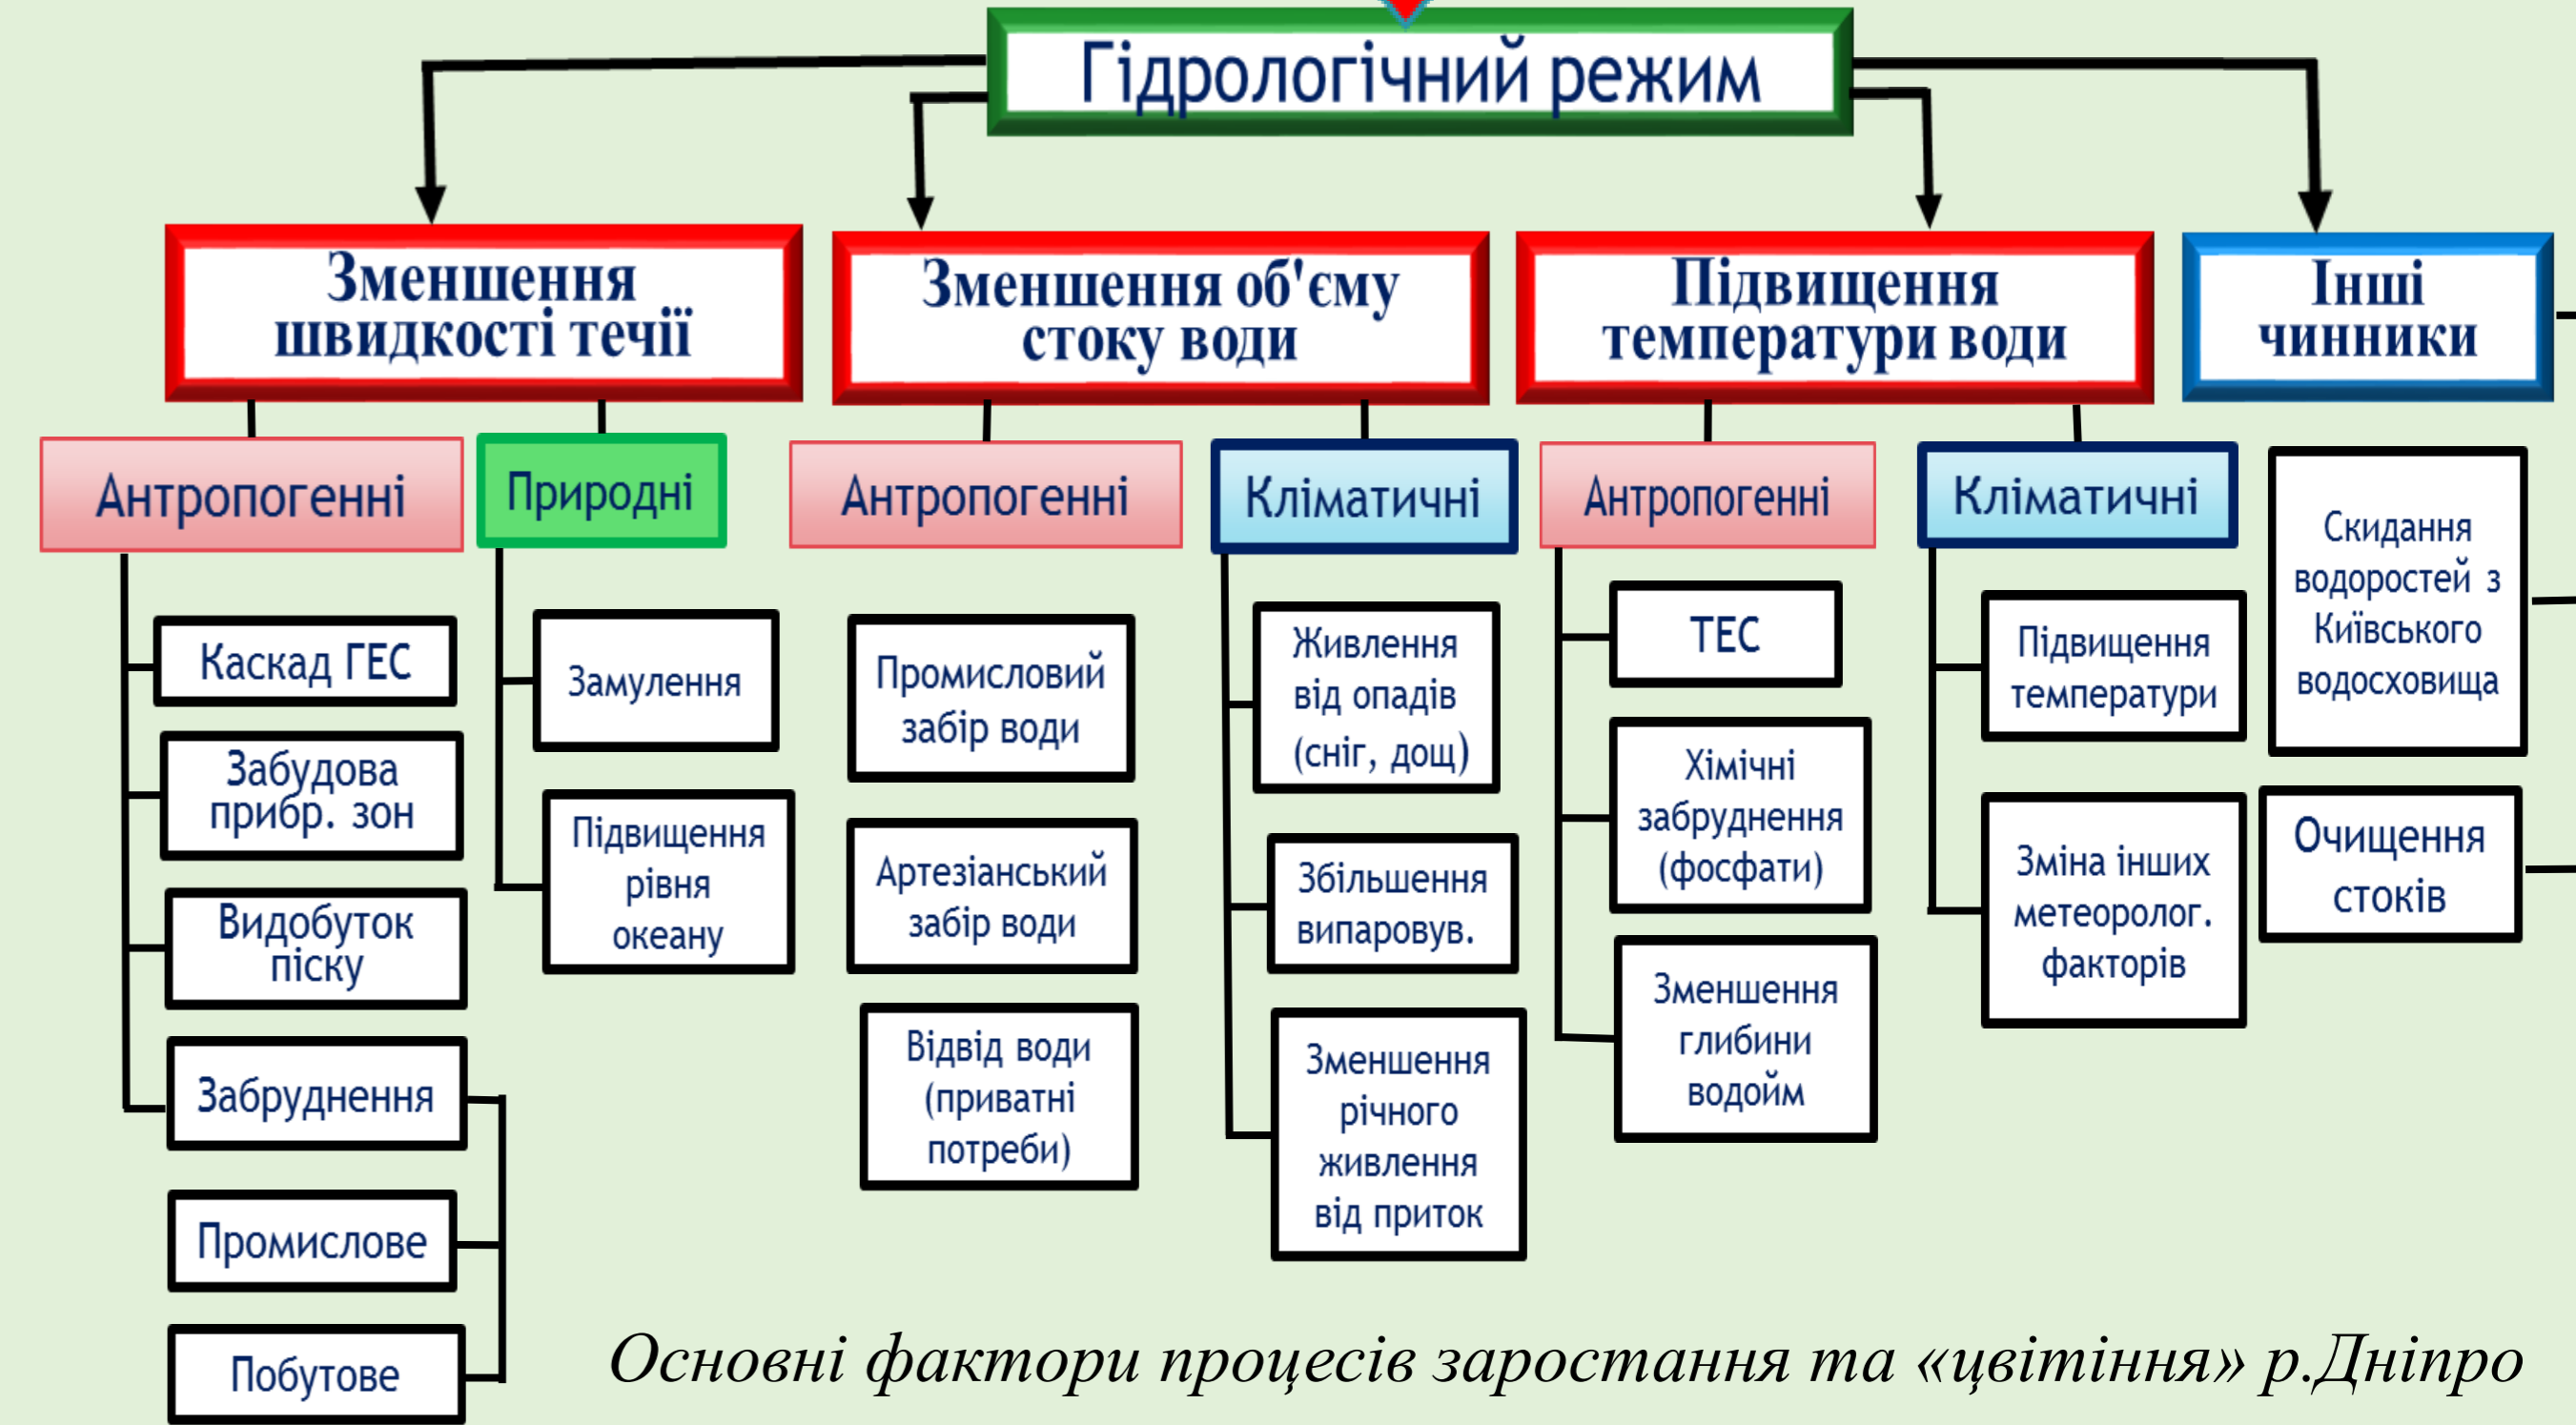 Гідрологічний режим
Зменшення
швидкості течії
Зменшення об'єму
стоку води
Підвищення
температури води
Інші
чинники
Антропогенні
Природні
Антропогенні
Кліматичні
Антропогенні
Кліматичні
Каскад ГЕС
Забудова
прибр. зон
Видобуток
піску
Забруднення
Промислове
Побутове
Замулення
Підвищення
рівня
океану
Промисловий
забір води
Артезіанський
забір води
Відвід води
(приватні
потреби)
Живлення
від опадів
(сніг, дощ)
Збільшення
випаровув.
Зменшення
річного
живлення
від приток
ТЕС
Хімічні
забруднення
(фосфати)
Зменшення
глибини
водойм
Підвищення
температури
Зміна інших
метеоролог.
факторів
Скидання
водоростей з
Київського
водосховища
Очищення
стоків
Основні фактори процесів заростання та «цвітіння» р.Дніпро